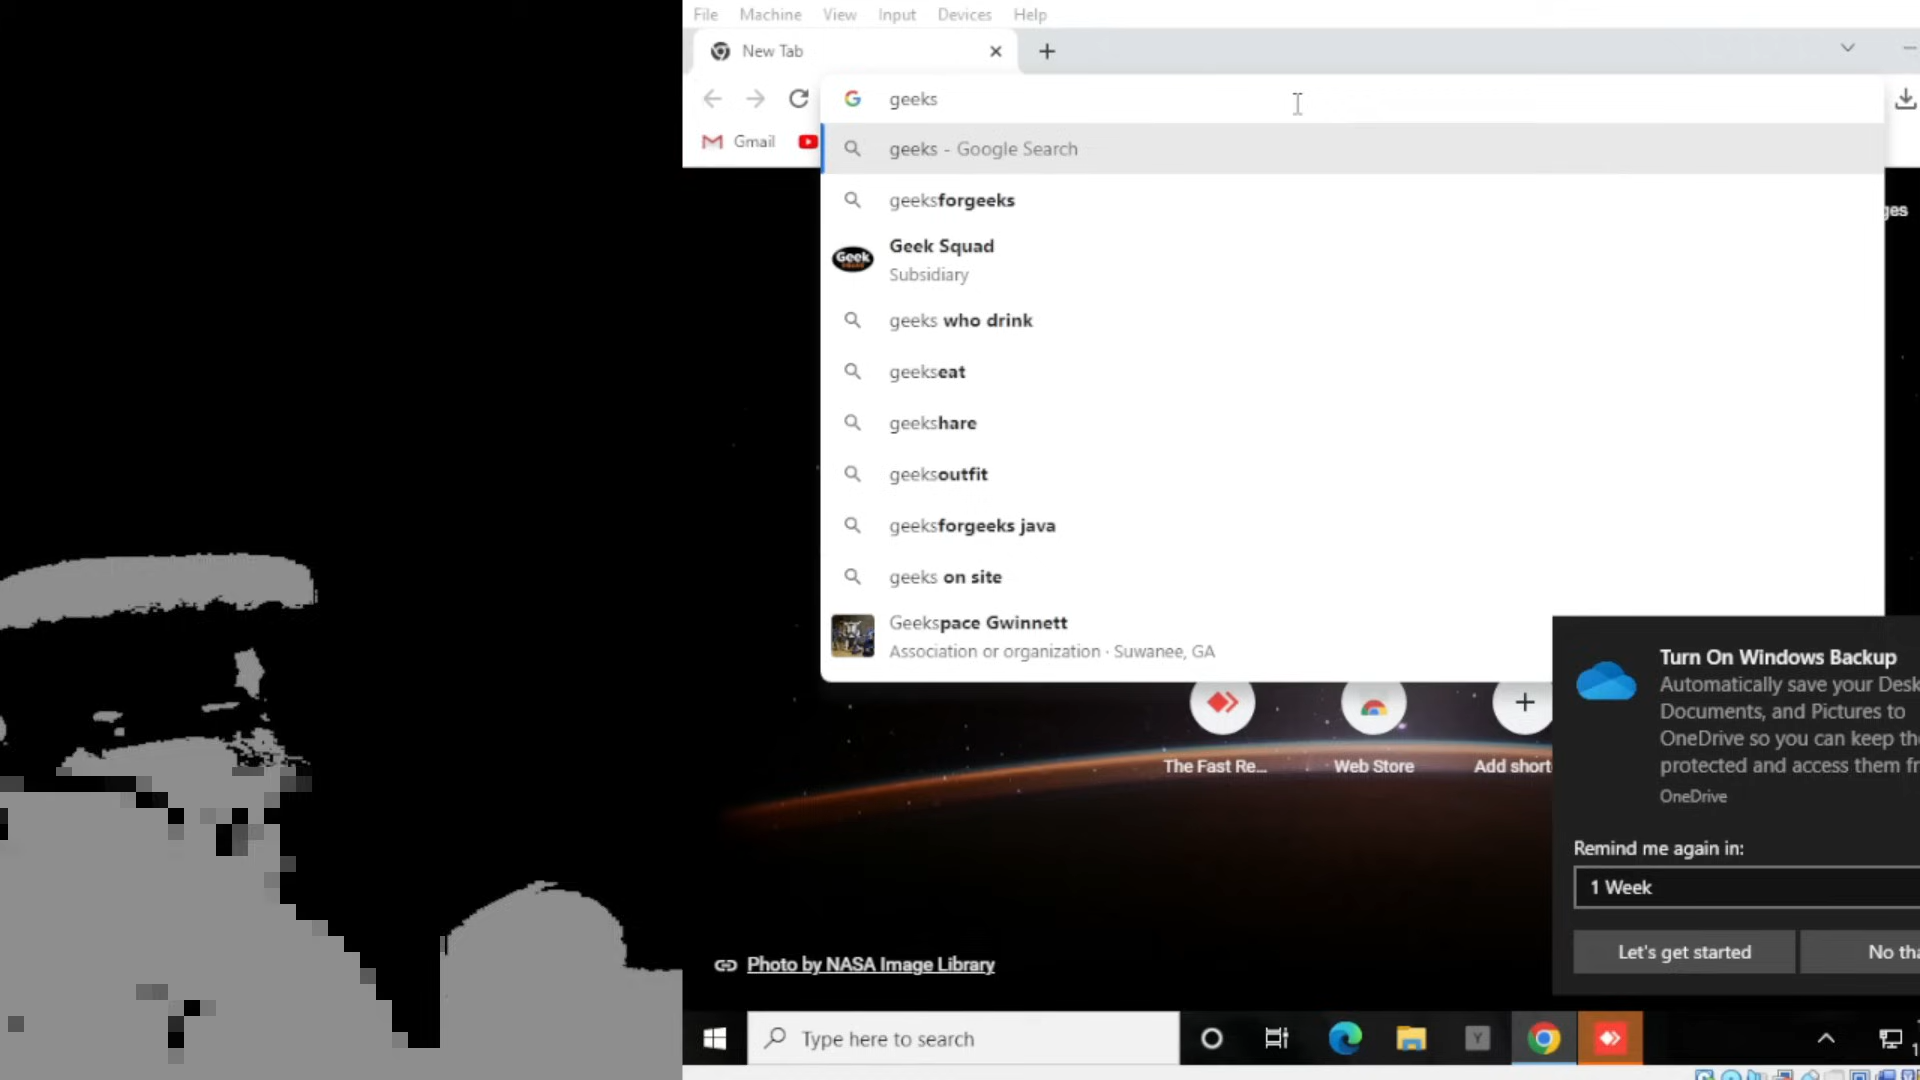 File Machine View Input Devices Help
New Tab
geeks
Gmail
geeks - Google Search
geeksforgeeks
Geek Squad
Subsidiary
Geek
geeks who drink
geekseat
geekshare
geeksoutfit
geeksforgeeks java
geeks on site
Geekspace Gwinnett
Association or organization · Suwanee, GA
The Fast Re...
Web Store
Add short
Turn On Windows Backup
Automatically save your Desk
Documents, and Pictures to
OneDrive so you can keep the
protected and access them fr
OneDrive
Remind me again in:
1 Week
Let's get started
No tha
Photo by NASA Image Library
Type here to search